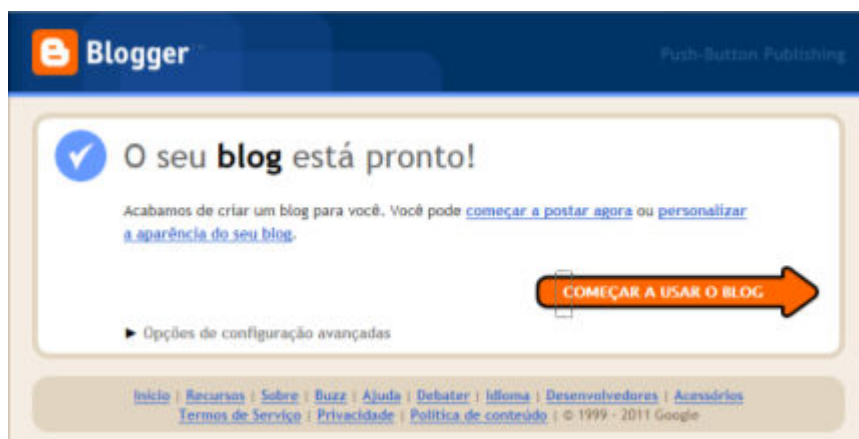 Blogger
Push-Button Publishing
O seu blog está pronto!
Acabamos de criar um blog para você. Você pode começar a postar agora ou personalizar
a aparência do seu blog.
COMEÇAR A USAR O BLOG
► Opções de configuração avançadas
Início | Recursos | Sobre | Buzz | Ajuda | Debater | Idioma | Desenvolvedores | Acessórios
Termos de Serviço | Privacidade | Política de conteúdo | © 1999 - 2011 Google